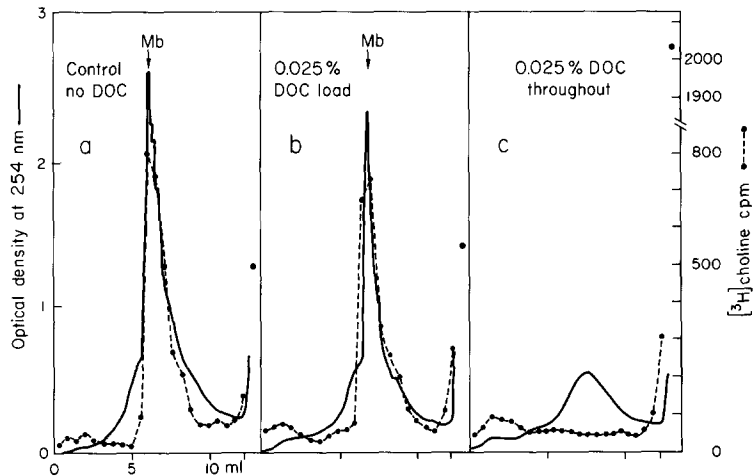 3
2
1
0
Optical density at 254 nm
Control
no DOC
a
Mb
0.025%
DOC load
b
Mb
0.025% DOC
throughout
c
0
5
10 ml
2000
1900
800
500
0
[³H]choline cpm